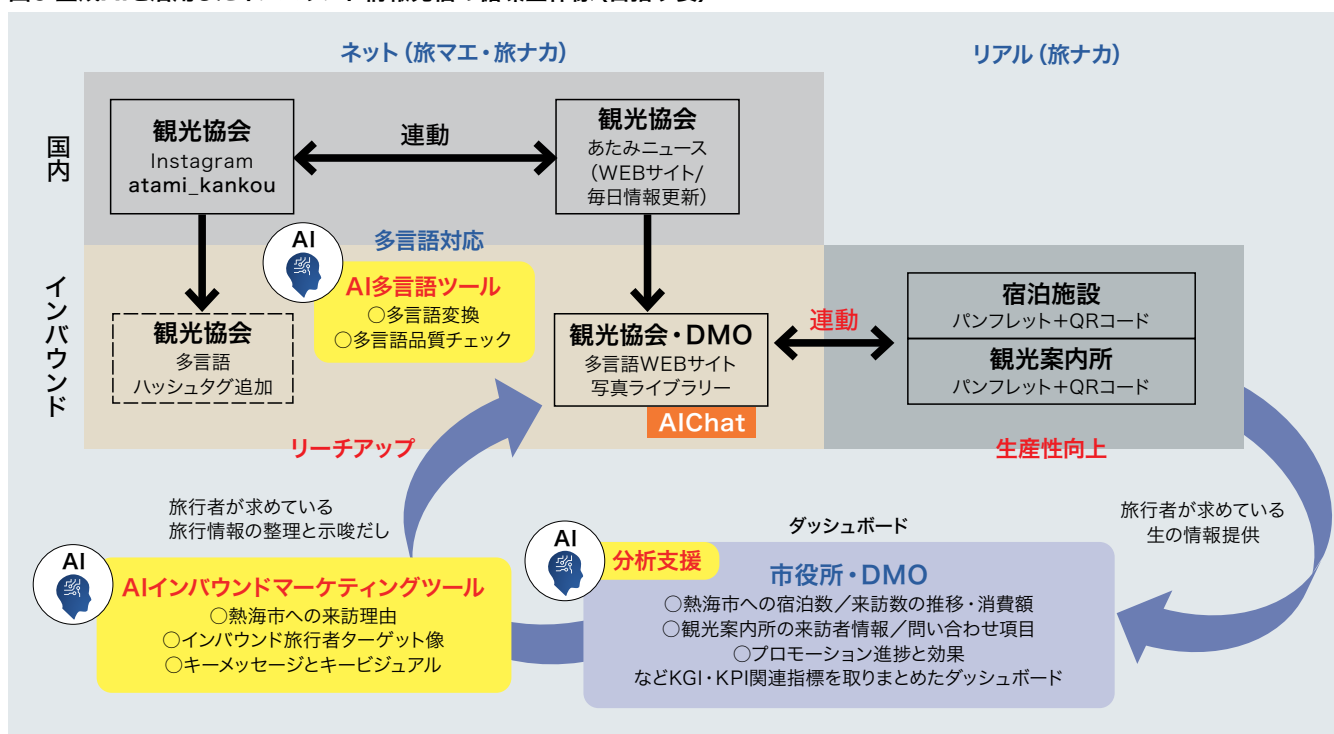 ネット（旅マエ・旅ナカ）
リアル（旅ナカ）
国内
観光協会
Instagram
atami_kankou
連動
観光協会
あたみニュース
（WEBサイト/
毎日情報更新）
インバウンド
AI
多言語対応
AI多言語ツール
○多言語変換
○多言語品質チェック
観光協会
多言語
ハッシュタグ追加
観光協会・DMO
多言語WEBサイト
写真ライブラリー
AIChat
連動
宿泊施設
パンフレット＋QRコード
観光案内所
パンフレット＋QRコード
リーチアップ
生産性向上
旅行者が求めている
旅行情報の整理と示唆だし
旅行者が求めている
生の情報提供
AI
AIインバウンドマーケティングツール
○熱海市への来訪理由
○インバウンド旅行者ターゲット像
○キーメッセージとキービジュアル
ダッシュボード
AI
分析支援
市役所・DMO
○熱海市への宿泊数／来訪数の推移・消費額
○観光案内所の来訪者情報／問い合わせ項目
○プロモーション進捗と効果
などKGI・KPI関連指標を取りまとめたダッシュボード